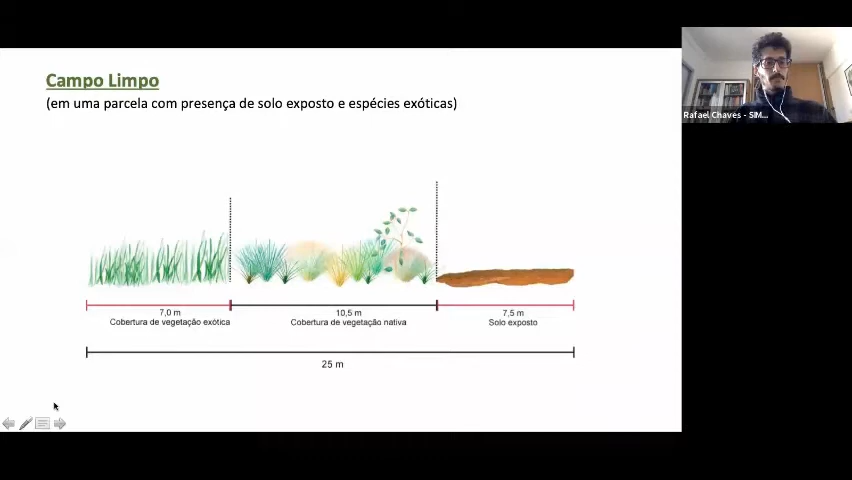 Campo Limpo
(em uma parcela com presença de solo exposto e espécies exóticas)
Rafael Chaves - SIM...
7,0 m
Cobertura de vegetação exótica
10,5 m
Cobertura de vegetação nativa
7,5 m
Solo exposto
25 m